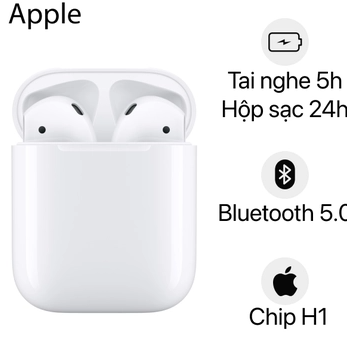 Apple
Tai nghe 5h
Hộp sạc 24h
Bluetooth 5.0
Chip H1